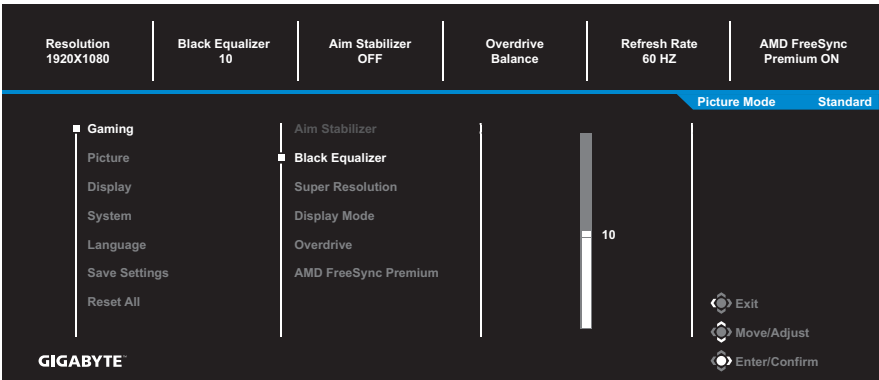 Resolution
1920X1080
Black Equalizer
10
Aim Stabilizer
OFF
Overdrive
Balance
Refresh Rate
60 HZ
AMD FreeSync
Premium ON
Picture Mode Standard
Gaming
Picture
Display
System
Language
Save Settings
Reset All
Aim Stabilizer
Black Equalizer
Super Resolution
Display Mode
Overdrive
AMD FreeSync Premium
10
Exit
Move/Adjust
Enter/Confirm
GIGABYTE™